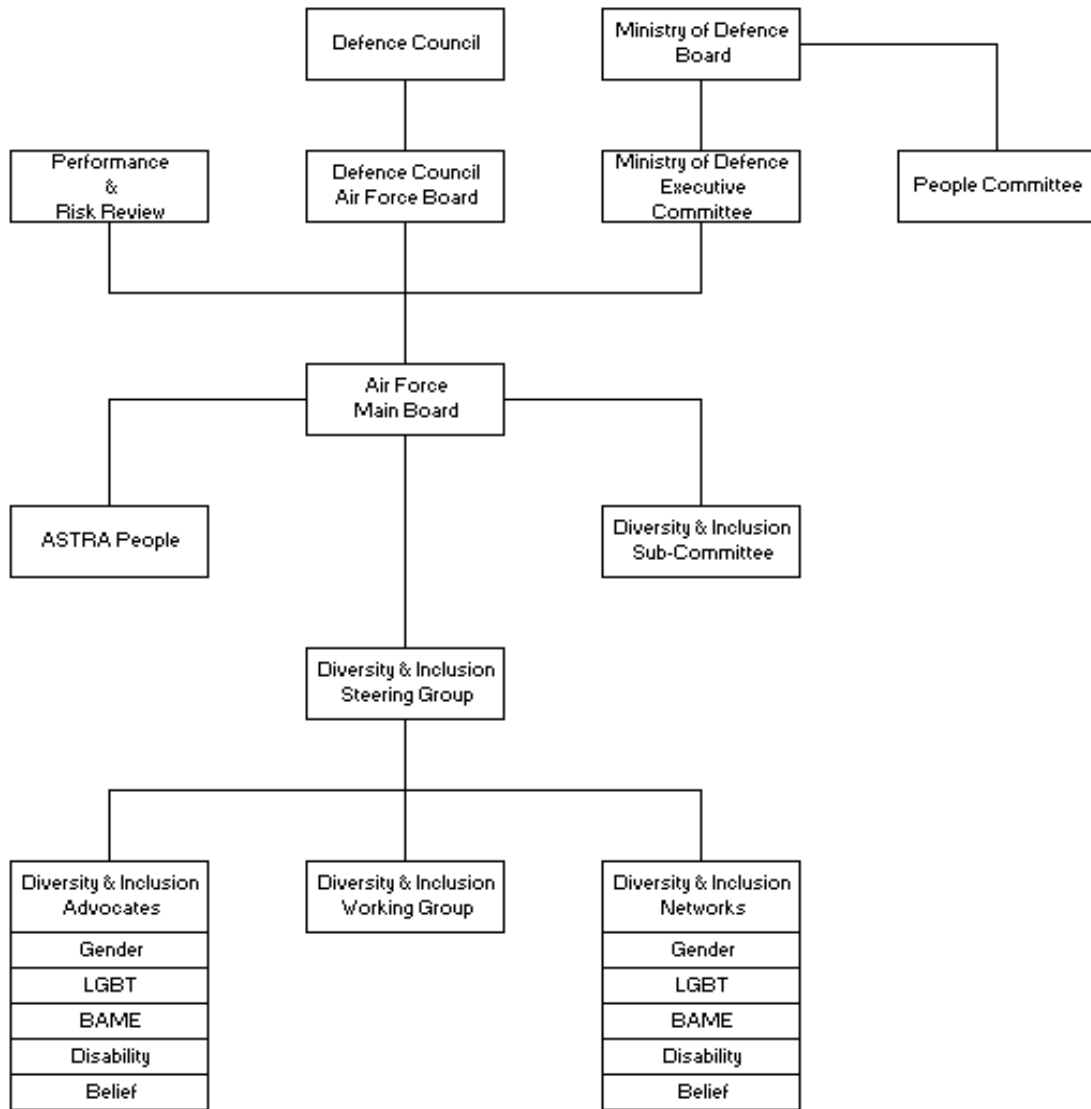 Defence Council
Ministry of Defence
Board
Performance
&
Risk Review
Defence Council
Air Force Board
Ministry of Defence
Executive
Committee
People Committee
Air Force
Main Board
ASTRA People
Diversity & Inclusion
Sub-Committee
Diversity & Inclusion
Steering Group
Diversity & Inclusion
Advocates
Gender
LGBT
BAME
Disability
Belief
Diversity & Inclusion
Working Group
Diversity & Inclusion
Networks
Gender
LGBT
BAME
Disability
Belief